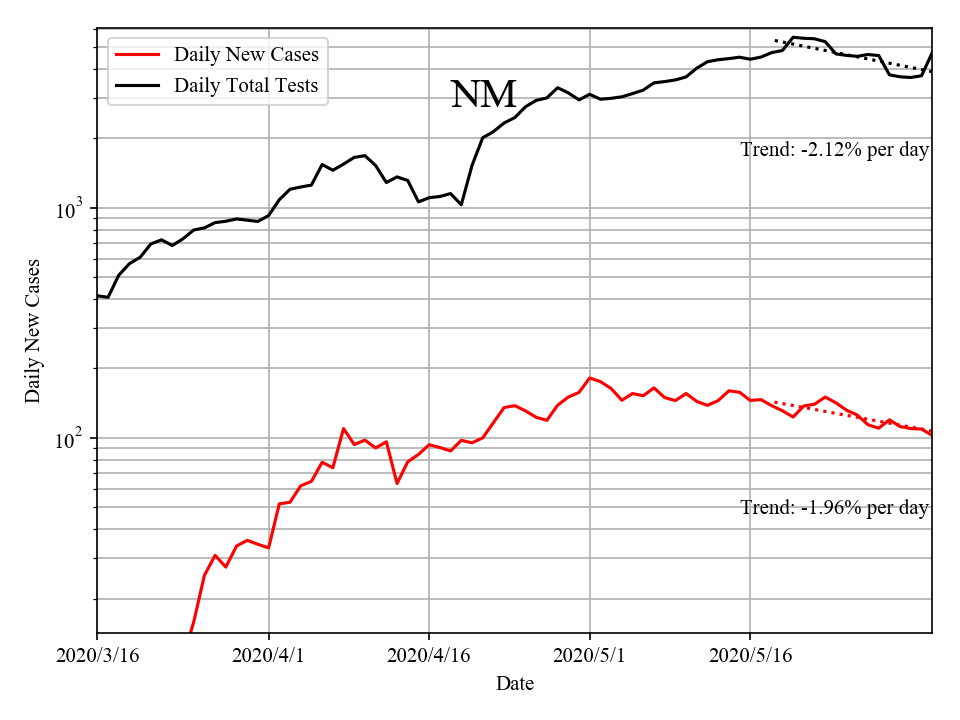 Daily New Cases
Daily Total Tests
NM
Trend: -2.12% per day
10³
Daily New Cases
10²
Trend: -1.96% per day
2020/3/16 2020/4/1 2020/4/16 2020/5/1 2020/5/16
Date